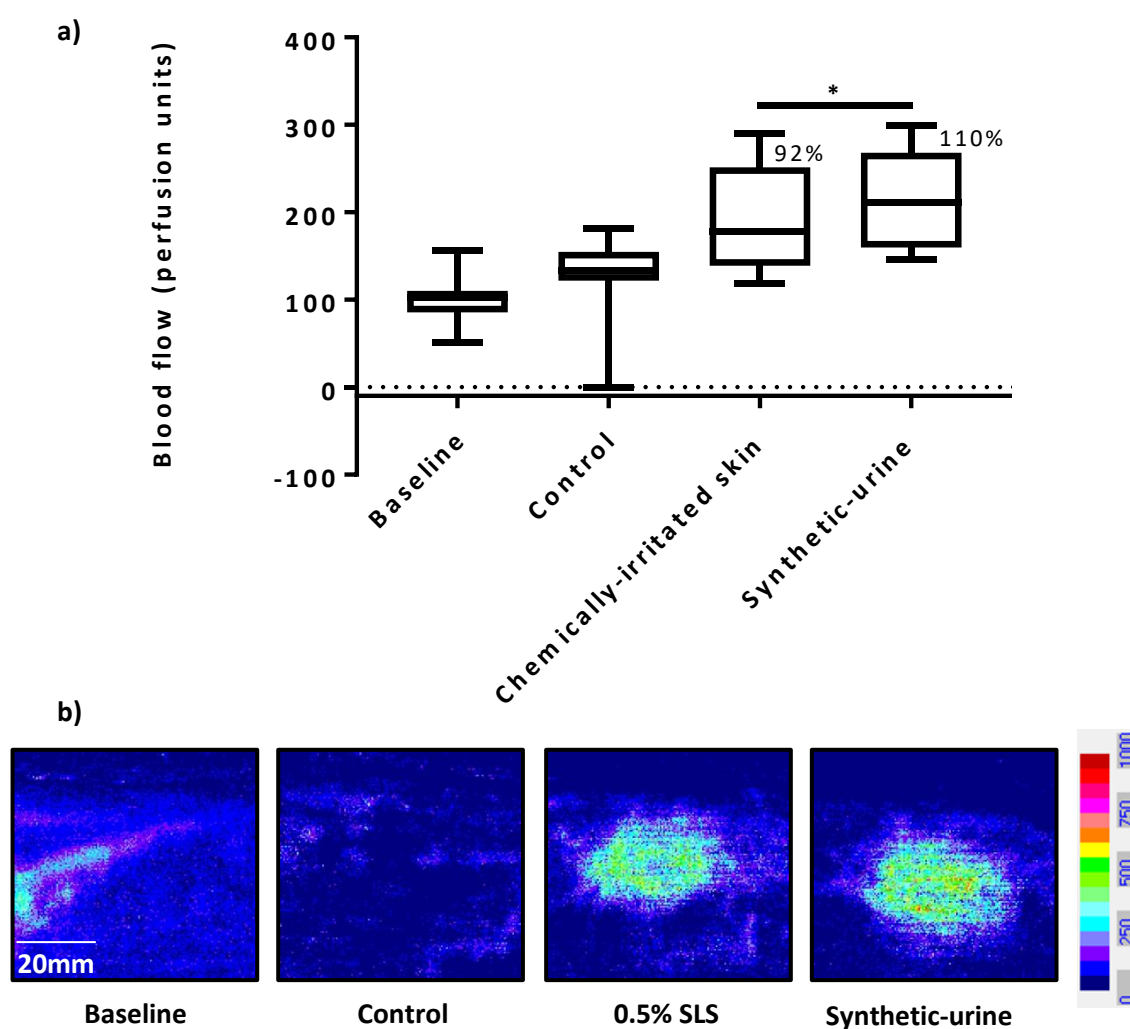 a)
Blood flow (perfusion units)
400
300
200
100
0
-100
*
92%
110%
Baseline
Control
Chemically-irritated skin
Synthetic-urine
b)
20mm
Baseline
Control
0.5% SLS
Synthetic-urine
1000
750
500
250
0